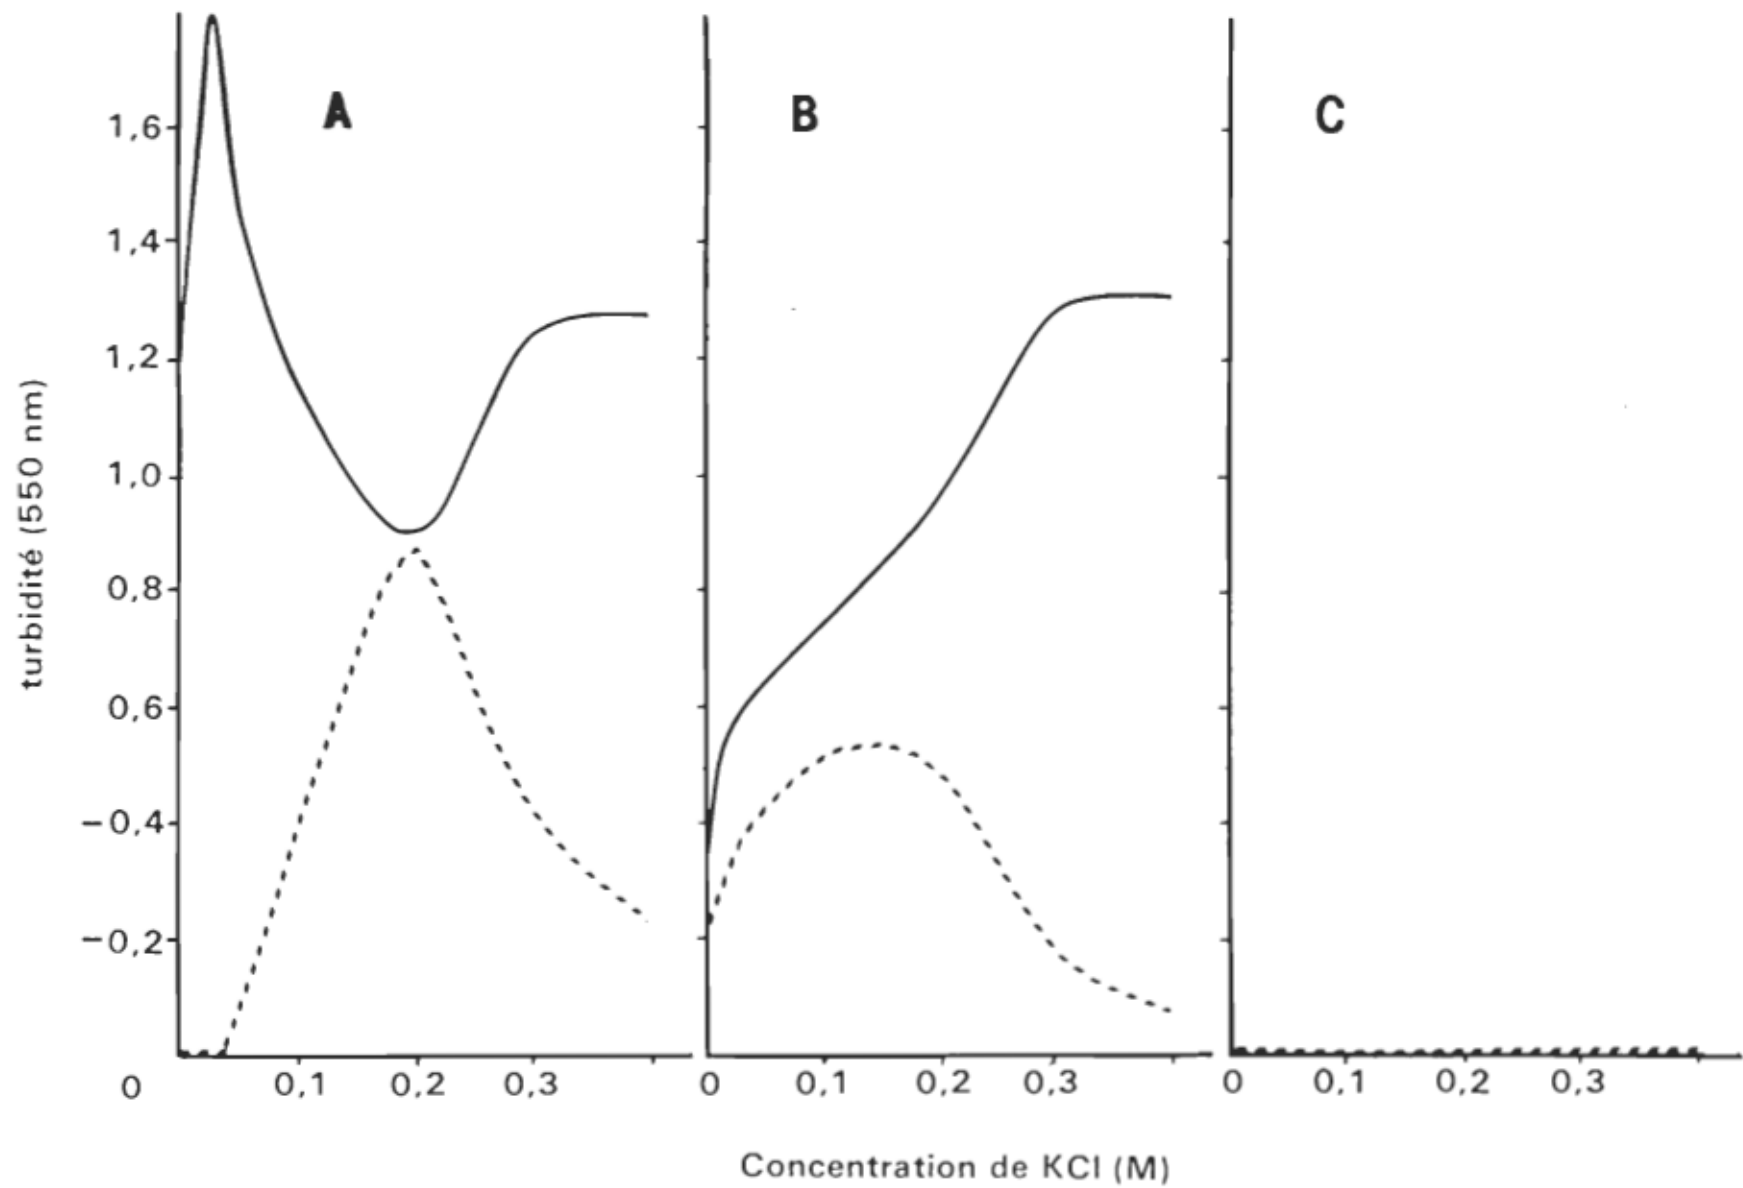 A
B
C
1,6
1,4
1,2
1,0
0,8
0,6
−0,4
−0,2
turbidité (550 nm)
0 0,1 0,2 0,3
0 0,1 0,2 0,3
0 0,1 0,2 0,3
Concentration de KCl (M)